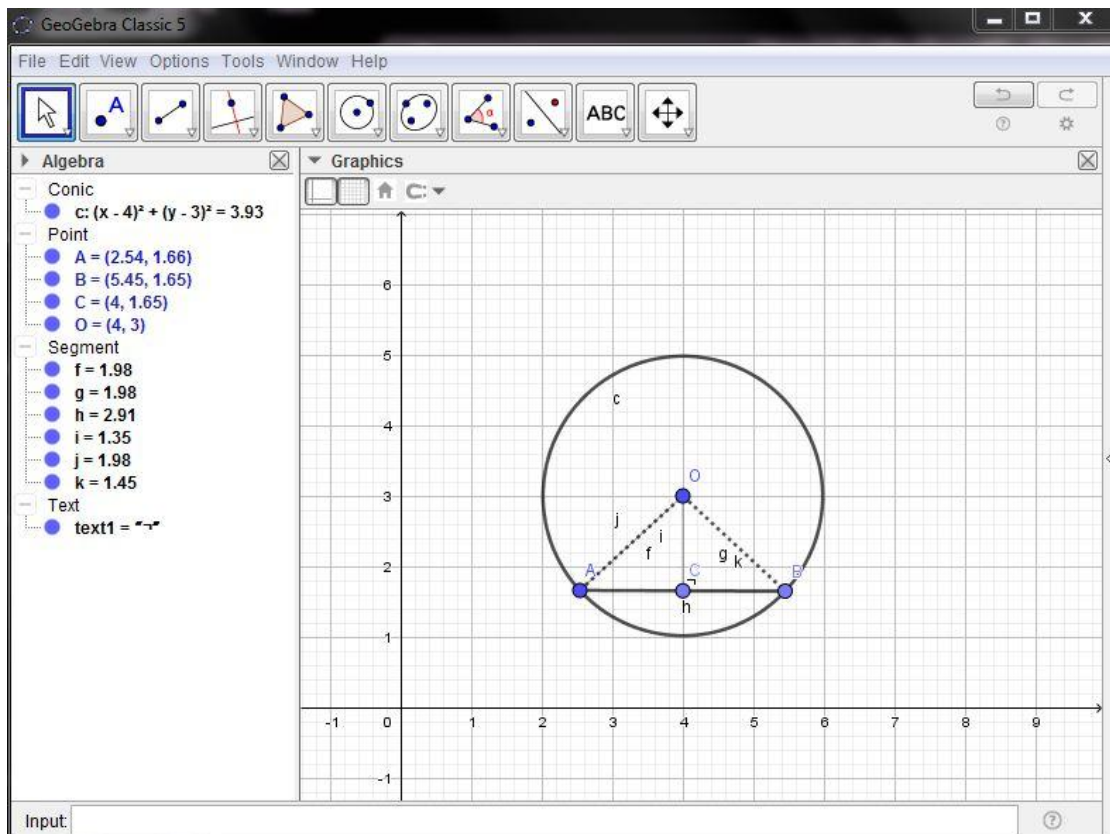 GeoGebra Classic 5
File Edit View Options Tools Window Help
A
α
ABC
Algebra
Graphics
Conic
c: (x - 4)² + (y - 3)² = 3.93
Point
A = (2.54, 1.66)
B = (5.45, 1.65)
C = (4, 1.65)
O = (4, 3)
Segment
f = 1.98
g = 1.98
h = 2.91
i = 1.35
j = 1.98
k = 1.45
Text
text1 = "¬"
6
5
c
4
3
O
j
i
f
g
k
2
A
C
¬
B
h
1
-1 0 1 2 3 4 5 6 7 8 9
-1
Input: